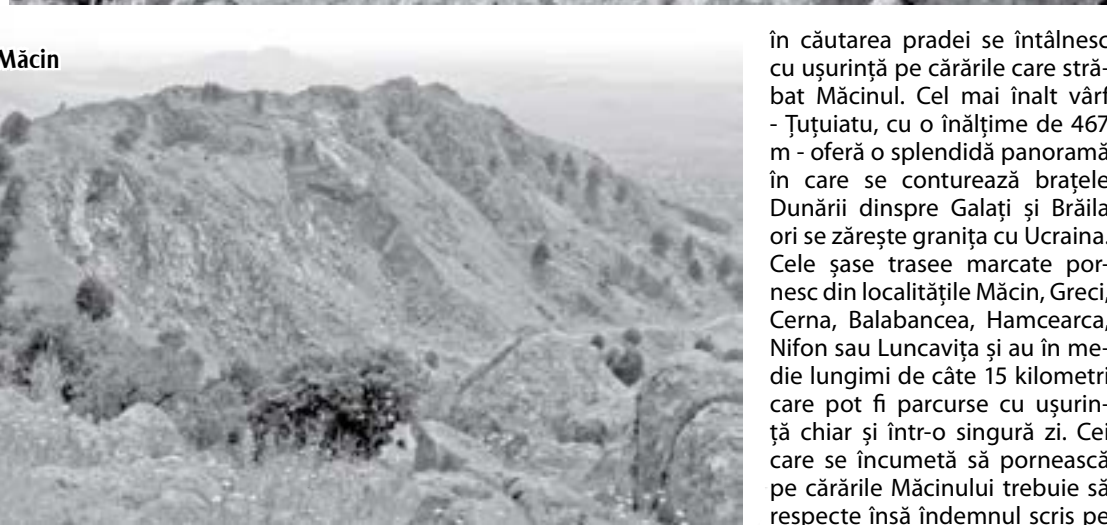 Măcin
în căutarea pradei se întâlnesc
cu ușurință pe cărările care stră-
bat Măcinul. Cel mai înalt vârf
- Țuțuiatu, cu o înălțime de 467
m - oferă o splendidă panoramă
în care se conturează brațele
Dunării dinspre Galați și Brăila
ori se zărește granița cu Ucraina.
Cele șase trasee marcate por-
nesc din localitățile Măcin, Greci,
Cerna, Balabancea, Hamcearca,
Nifon sau Luncavița și au în me-
die lungimi de câte 15 kilometri
care pot fi parcurse cu ușurin-
ță chiar și într-o singură zi. Cei
care se încumetă să pornească
pe cărările Măcinului trebuie să
respecte însă îndemnul scris pe